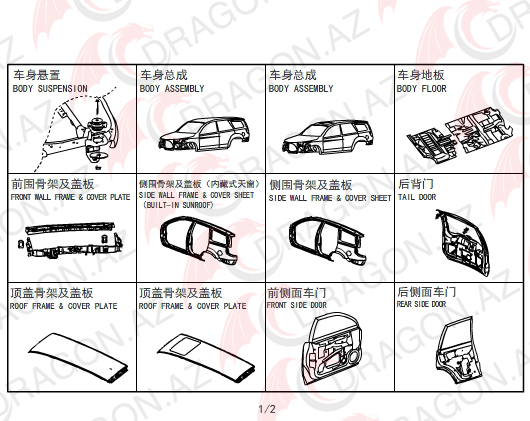 车身悬置
BODY SUSPENSION
车身总成
BODY ASSEMBLY
车身总成
BODY ASSEMBLY
车身地板
BODY FLOOR
前围骨架及盖板
FRONT WALL FRAME & COVER PLATE
侧围骨架及盖板（内藏式天窗）
SIDE WALL FRAME & COVER SHEET
(BUILT-IN SUNROOF)
侧围骨架及盖板
SIDE WALL FRAME & COVER SHEET
后背门
TAIL DOOR
顶盖骨架及盖板
ROOF FRAME & COVER PLATE
顶盖骨架及盖板
ROOF FRAME & COVER PLATE
前侧面车门
FRONT SIDE DOOR
后侧面车门
REAR SIDE DOOR
1/2
DRAGON.AZ